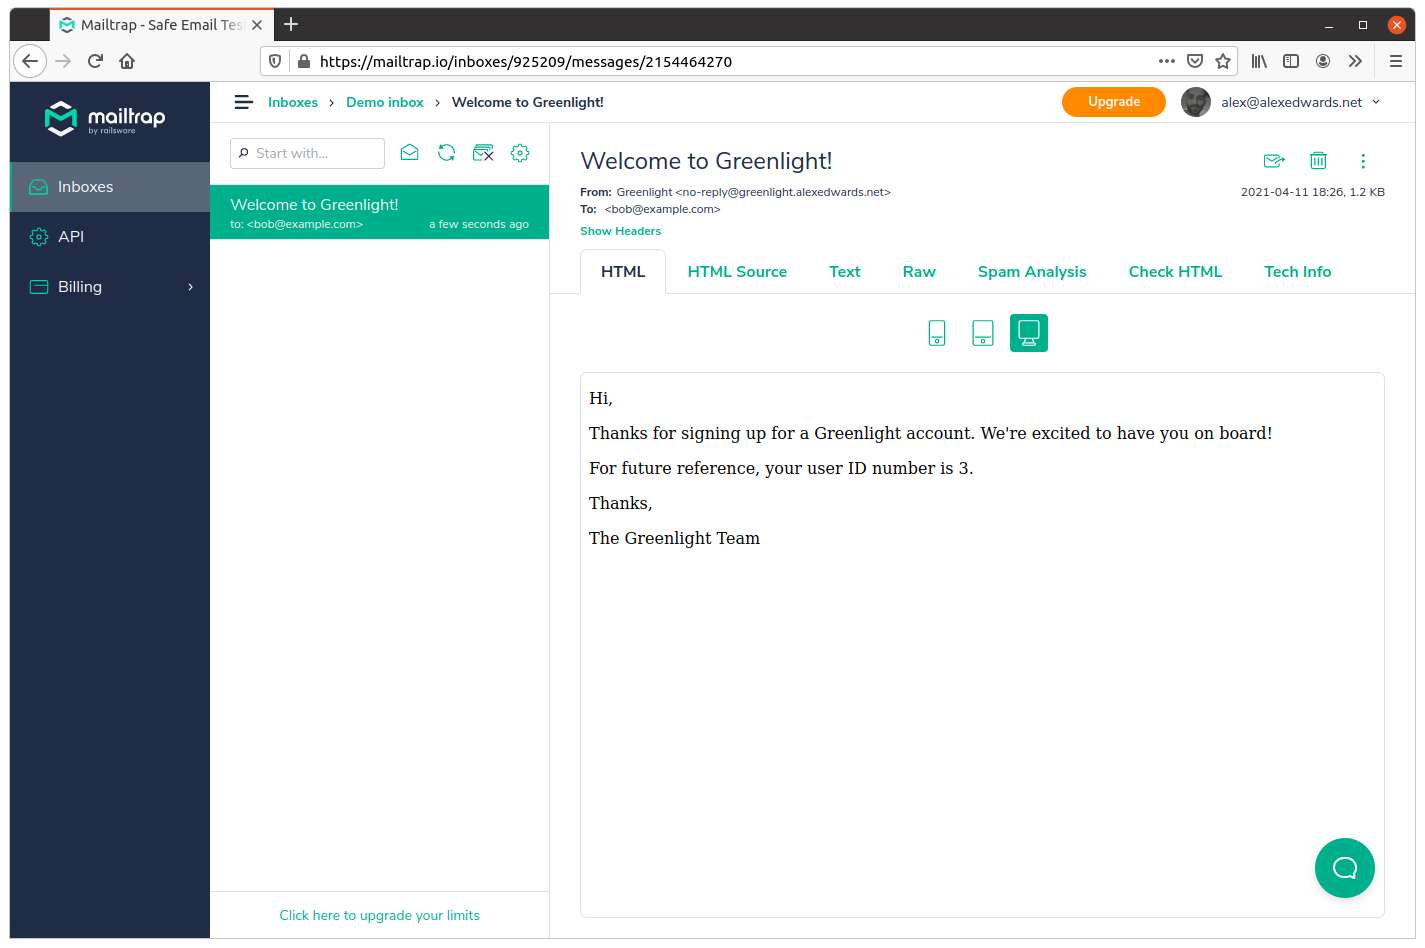 Mailtrap - Safe Email Tes
https://mailtrap.io/inboxes/925209/messages/2154464270
mailtrap
by railsware
Inboxes
API
Billing
Inboxes › Demo inbox › Welcome to Greenlight!
Upgrade
alex@alexedwards.net
Start with...
Welcome to Greenlight!
to: <bob@example.com> a few seconds ago
Click here to upgrade your limits
Welcome to Greenlight!
From: Greenlight <no-reply@greenlight.alexedwards.net>
2021-04-11 18:26, 1.2 KB
To: <bob@example.com>
Show Headers
HTML HTML Source Text Raw Spam Analysis Check HTML Tech Info
Hi,
Thanks for signing up for a Greenlight account. We're excited to have you on board!
For future reference, your user ID number is 3.
Thanks,
The Greenlight Team